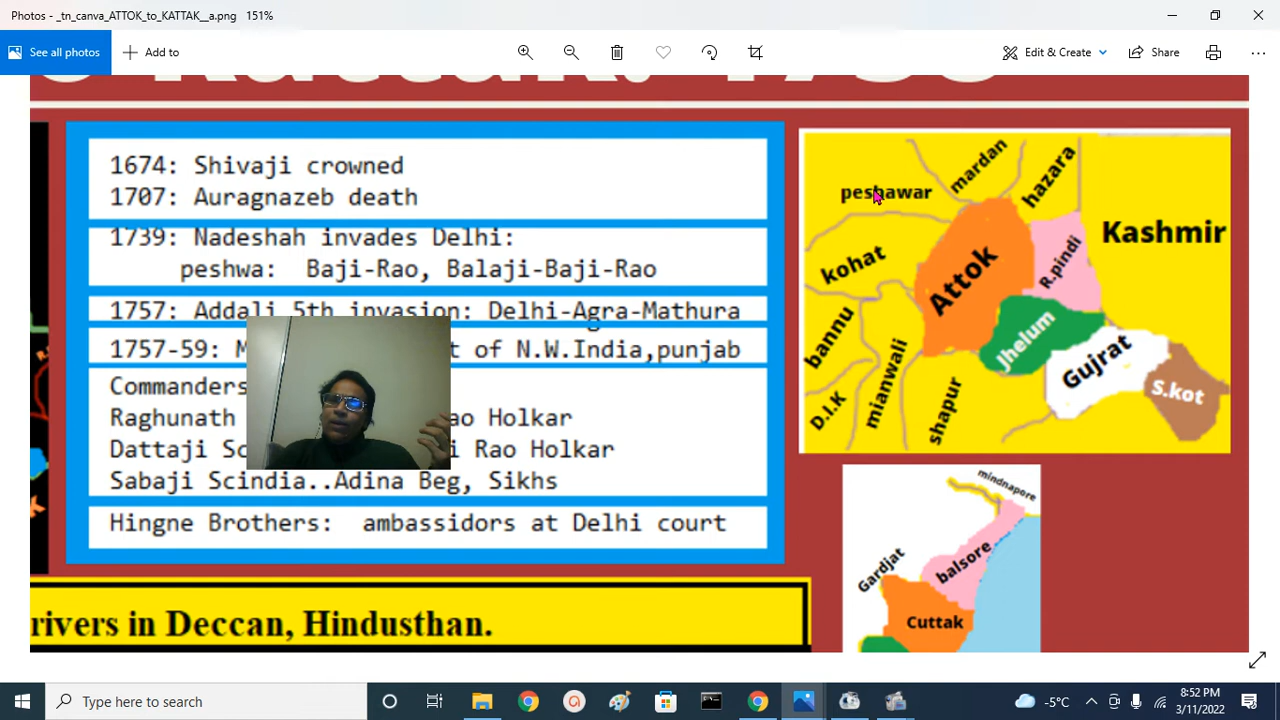 Photos - _tn_canva_ATTOK_to_KATTAK__a.png 151%
See all photos
Add to
Edit & Create
Share
1674: Shivaji crowned
1707: Auragnazeb death
1739: Nadeshah invades Delhi:
peshwa: Baji-Rao, Balaji-Baji-Rao
1757: Addali 5th invasion: Delhi-Agra-Mathura
1757-59: of N.W.India,punjab
Commanders
Raghunath Holkar
Dattaji Rao Holkar
Sabaji Scindia..Adina Beg, Sikhs
Hingne Brothers: ambassidors at Delhi court
rivers in Deccan, Hindusthan.
peshawar
mardan
hazara
Kashmir
kohat
Attok
R.pindi
bannu
Jhelum
Gujrat
S.kot
D.I.K
mianwali
shapur
mindnapore
Gardjat
balsore
Cuttak
Type here to search
-5°C
8:52 PM
3/11/2022